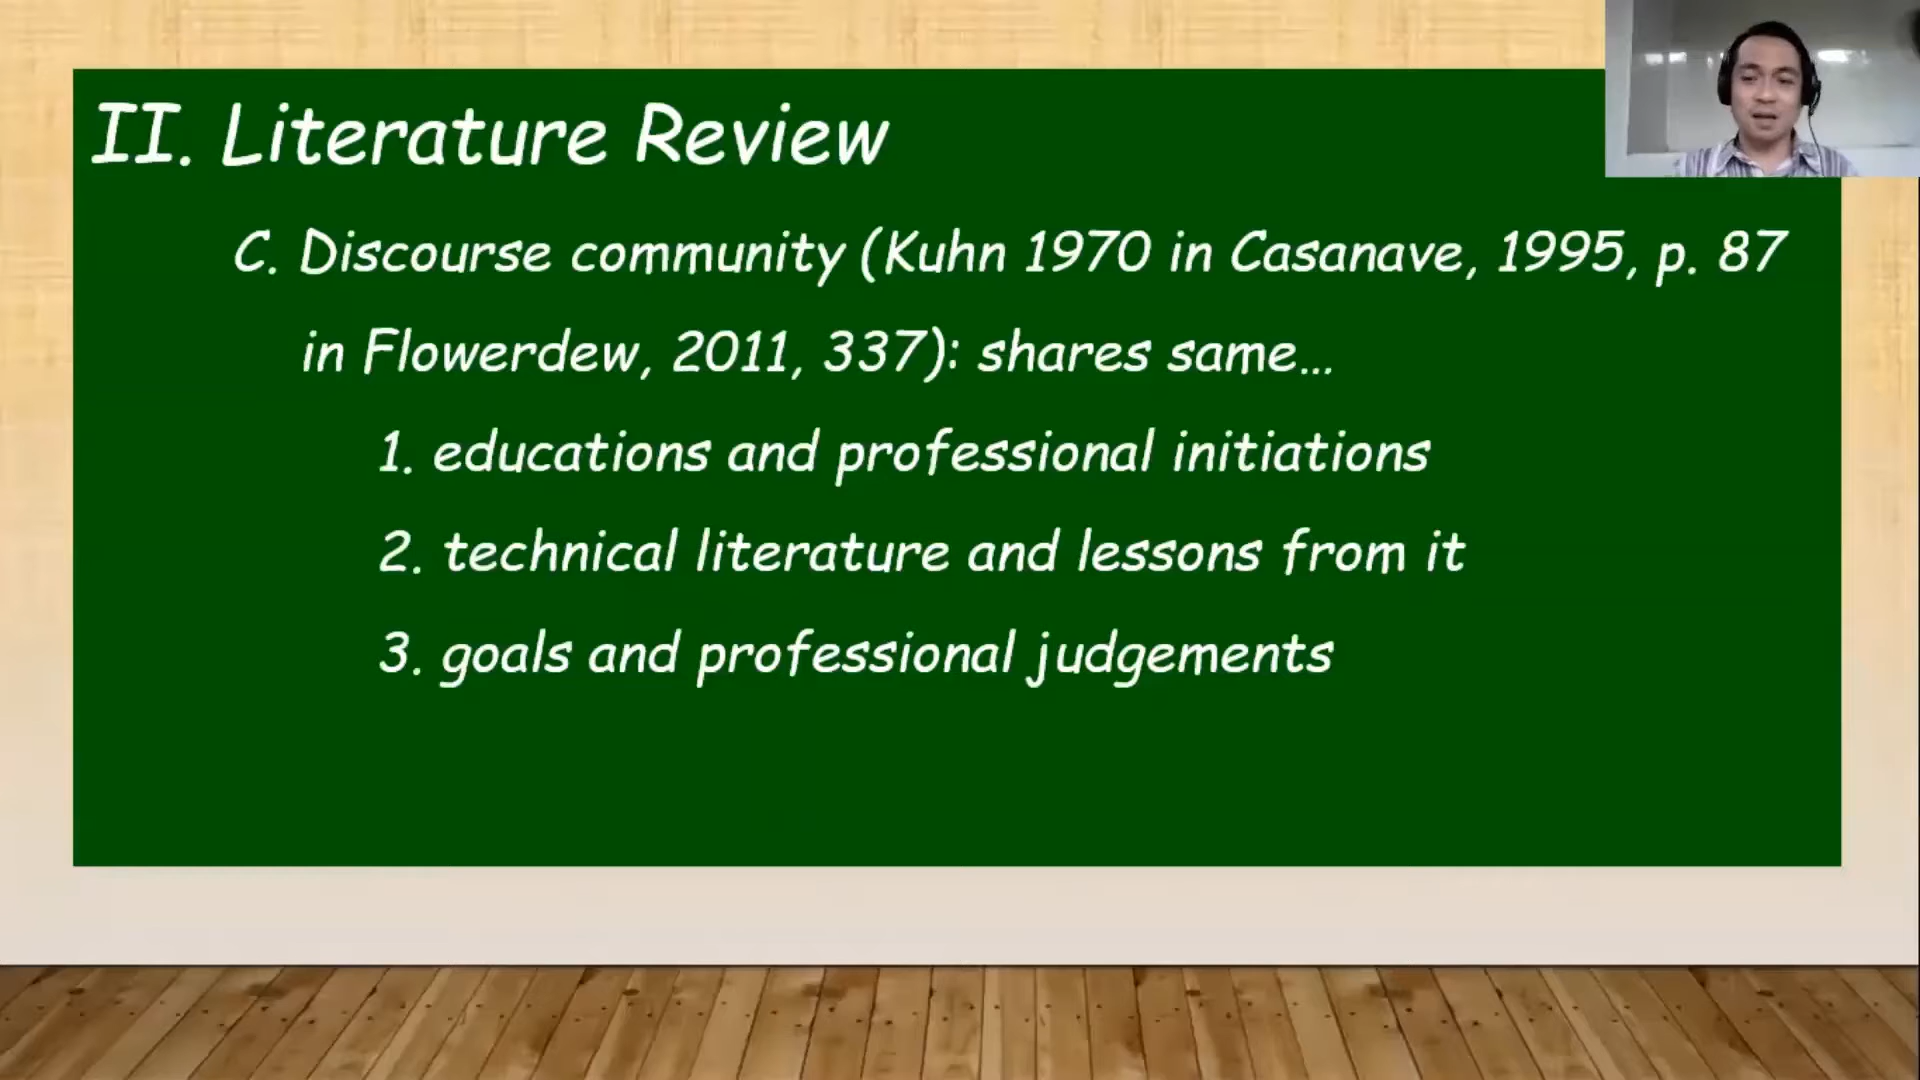 II. Literature Review
C. Discourse community (Kuhn 1970 in Casanave, 1995, p. 87
in Flowerdew, 2011, 337): shares same…
1. educations and professional initiations
2. technical literature and lessons from it
3. goals and professional judgements